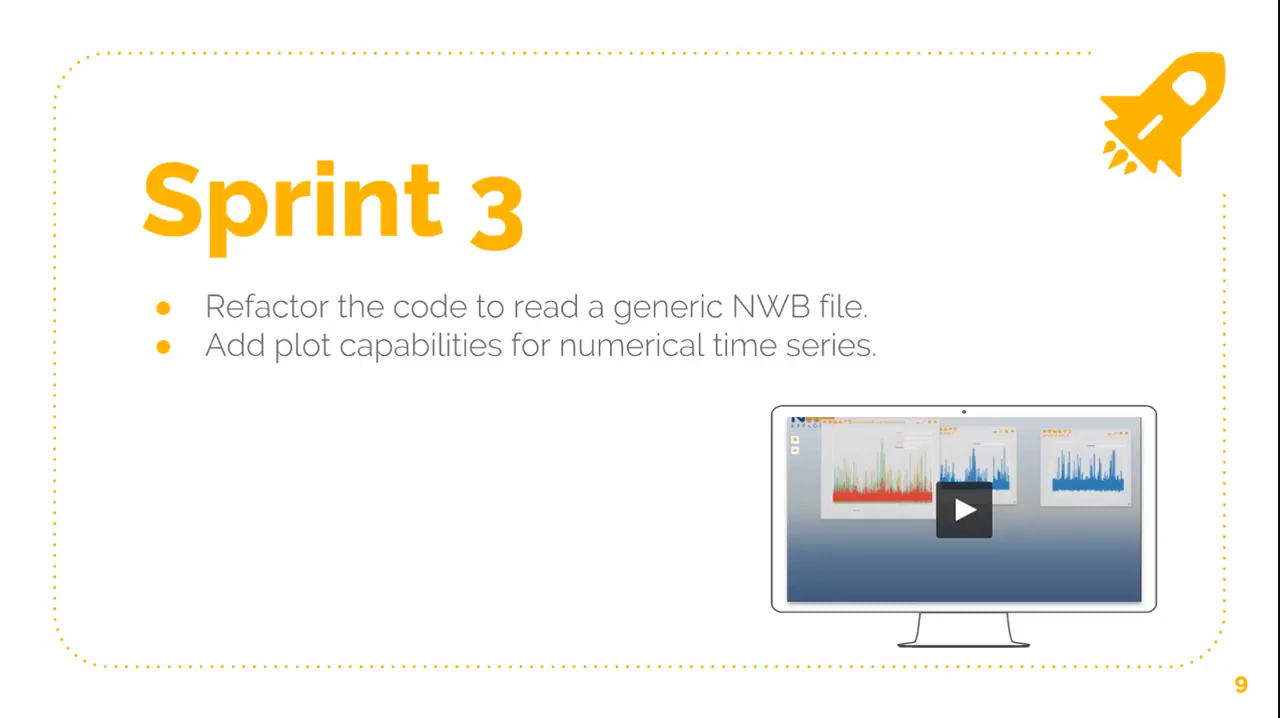 Sprint 3
● Refactor the code to read a generic NWB file.
● Add plot capabilities for numerical time series.
9